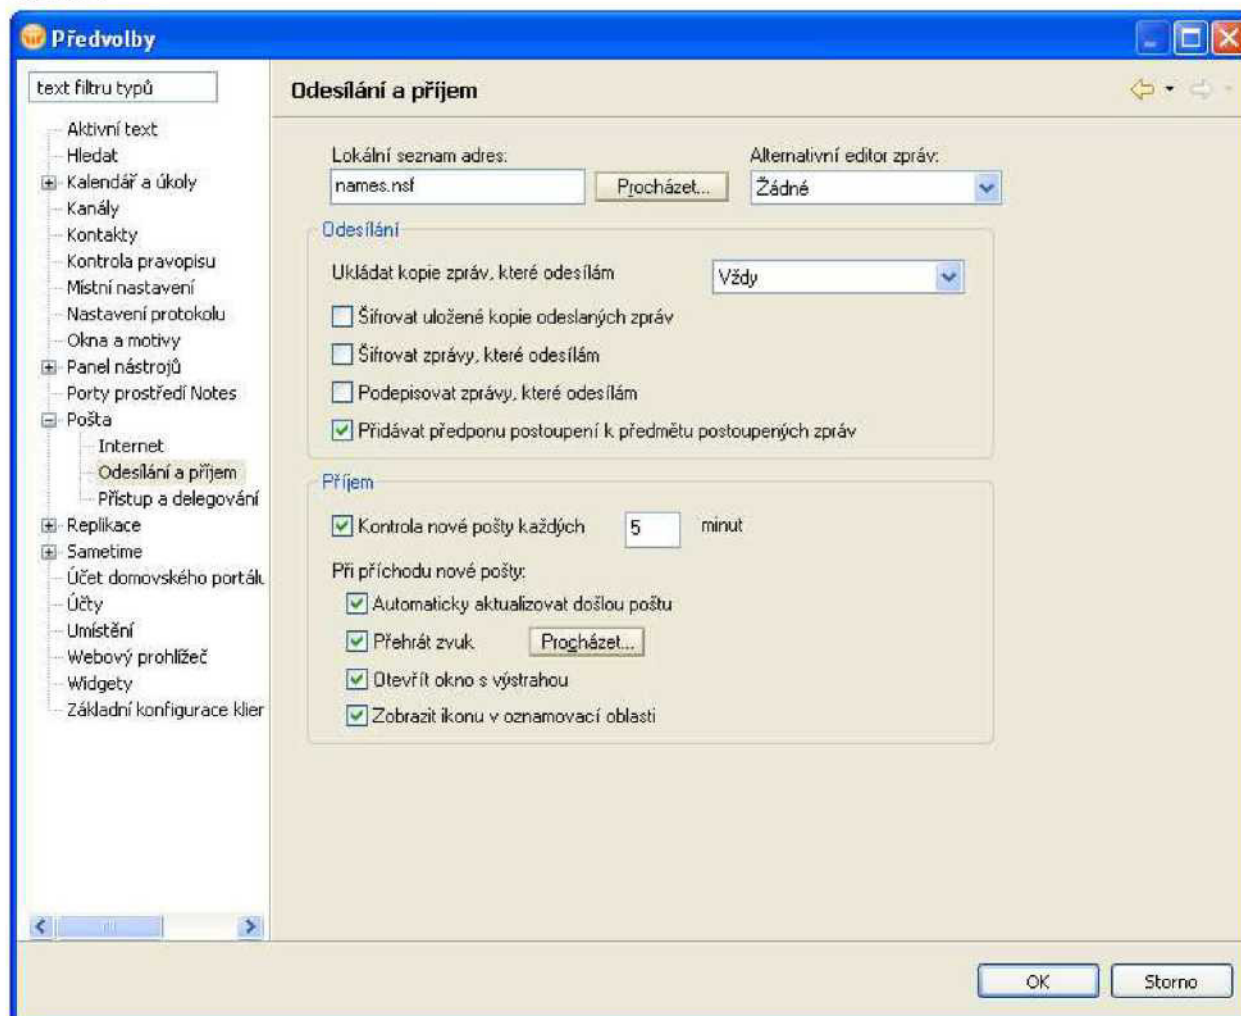 Předvolby
text filtru typů
Aktivní text
Hledat
Kalendář a úkoly
Kanály
Kontakty
Kontrola pravopisu
Místní nastavení
Nastavení protokolu
Okna a motivy
Panel nástrojů
Porty prostředí Notes
Pošta
Internet
Odesílání a příjem
Přístup a delegování
Replikace
Sametime
Účet domovského portálu
Účty
Umístění
Webový prohlížeč
Widgety
Základní konfigurace klier
Odesílání a příjem
Lokální seznam adres: Alternativní editor zpráv:
names.nsf Procházet... Žádné
Odesílání
Ukládat kopie zpráv, které odesílám Vždy
Šifrovat uložené kopie odeslaných zpráv
Šifrovat zprávy, které odesílám
Podepisovat zprávy, které odesílám
Přidávat předponu postoupení k předmětu postoupených zpráv
Příjem
Kontrola nové pošty každých 5 minut
Při příchodu nové pošty:
Automaticky aktualizovat došlou poštu
Přehrát zvuk Procházet...
Otevřít okno s výstrahou
Zobrazit ikonu v oznamovací oblasti
OK Storno